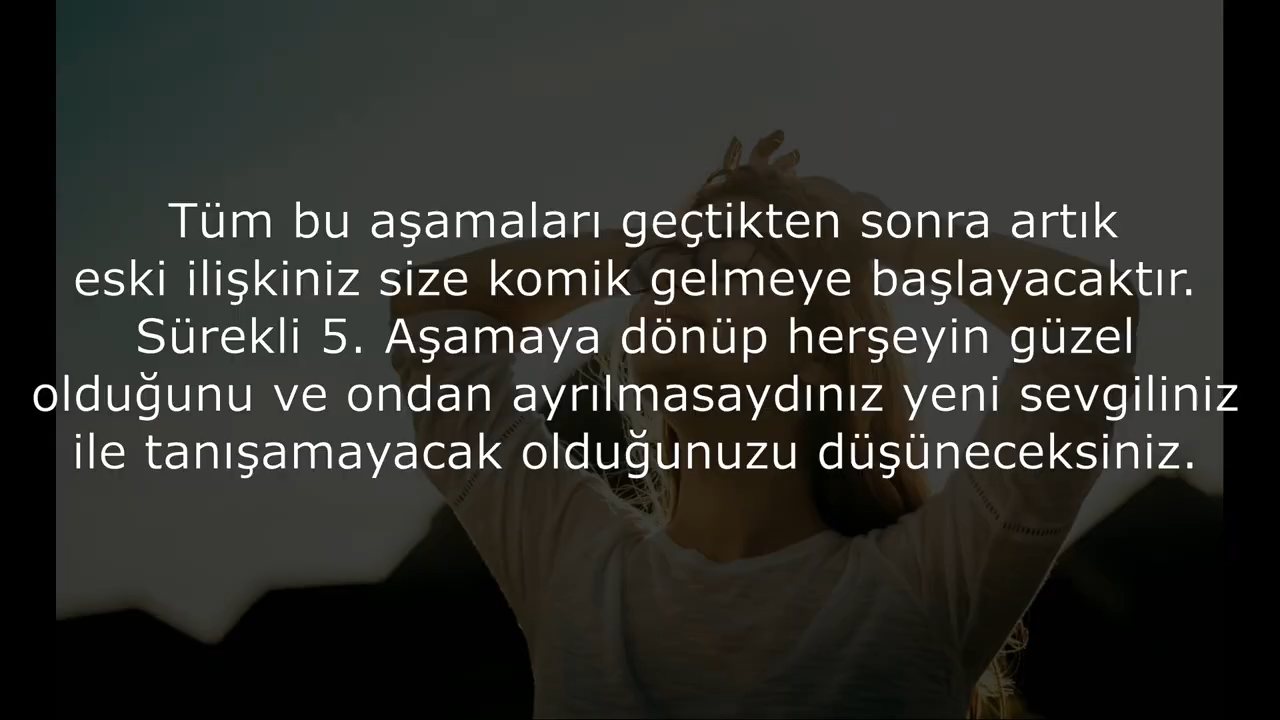 Tüm bu aşamaları geçtikten sonra artık
eski ilişkiniz size komik gelmeye başlayacaktır.
Sürekli 5. Aşamaya dönüp herşeyin güzel
olduğunu ve ondan ayrılmasaydınız yeni sevgiliniz
ile tanışamayacak olduğunuzu düşüneceksiniz.